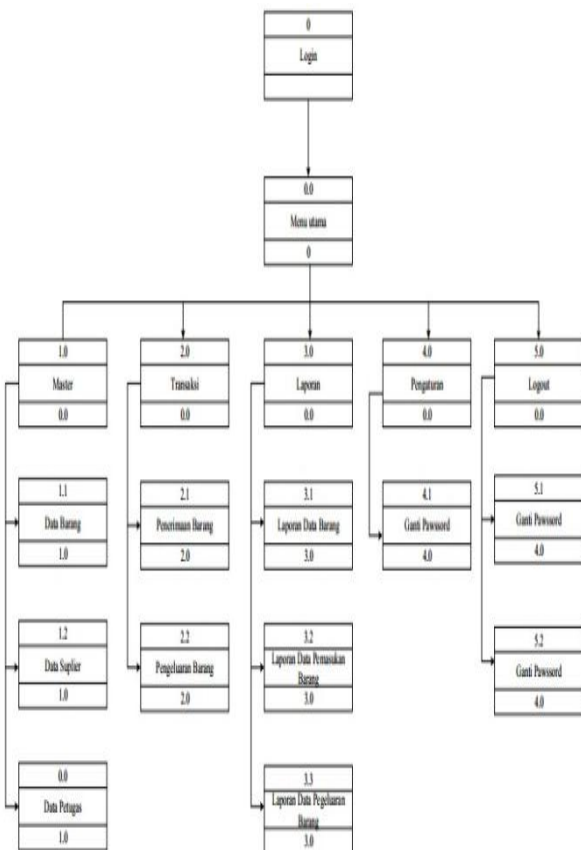 0
Login
0.0
Menu utama
0
1.0
Master
0.0
2.0
Transaksi
0.0
3.0
Laporan
0.0
4.0
Pengaturan
0.0
5.0
Logout
0.0
1.1
Data Barang
1.0
2.1
Penerimaan Barang
2.0
3.1
Laporan Data Barang
3.0
4.1
Ganti Pawssord
4.0
5.1
Ganti Pawssord
4.0
1.2
Data Suplier
1.0
2.2
Pengeluaran Barang
2.0
3.2
Laporan Data Pemasukan
Barang
3.0
5.2
Ganti Pawssord
4.0
0.0
Data Petugas
1.0
3.3
Laporan Data Pegeluaran
Barang
3.0